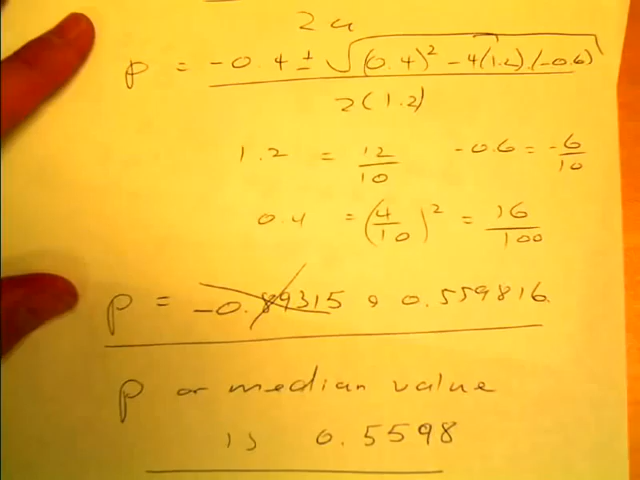 2a
p = -0.4 ± √(0.4)² - 4(1.2).(-0.6)
2(1.2)
1.2 = 12/10 -0.6 = -6/10
0.4 = (4/10)² = 16/100
p = -0.89315 0.559816.
p or median value
is 0.5598